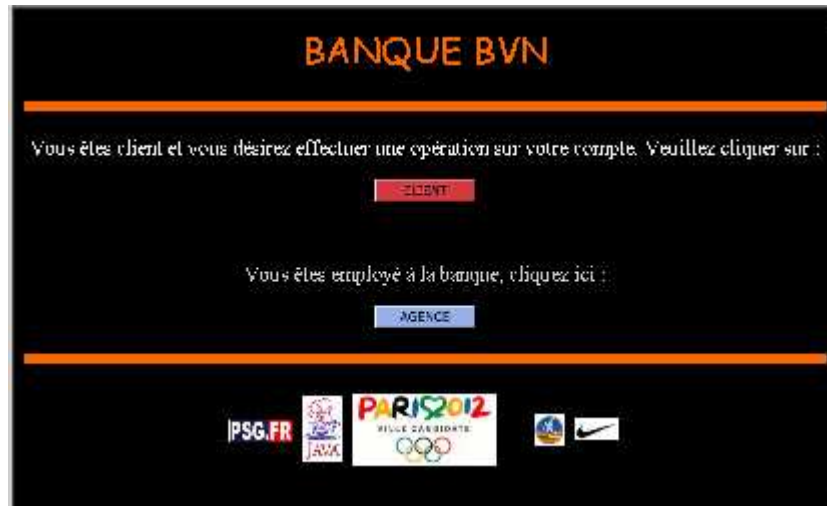 BANQUE BVN
Vous êtes client et vous désirez effectuer une opération sur votre compte. Veuillez cliquer sur :
CLIENT
Vous êtes employé à la banque, cliquez ici :
AGENCE
PSG.FR
JAVA
PARIS2012
VILLE CANDIDATE